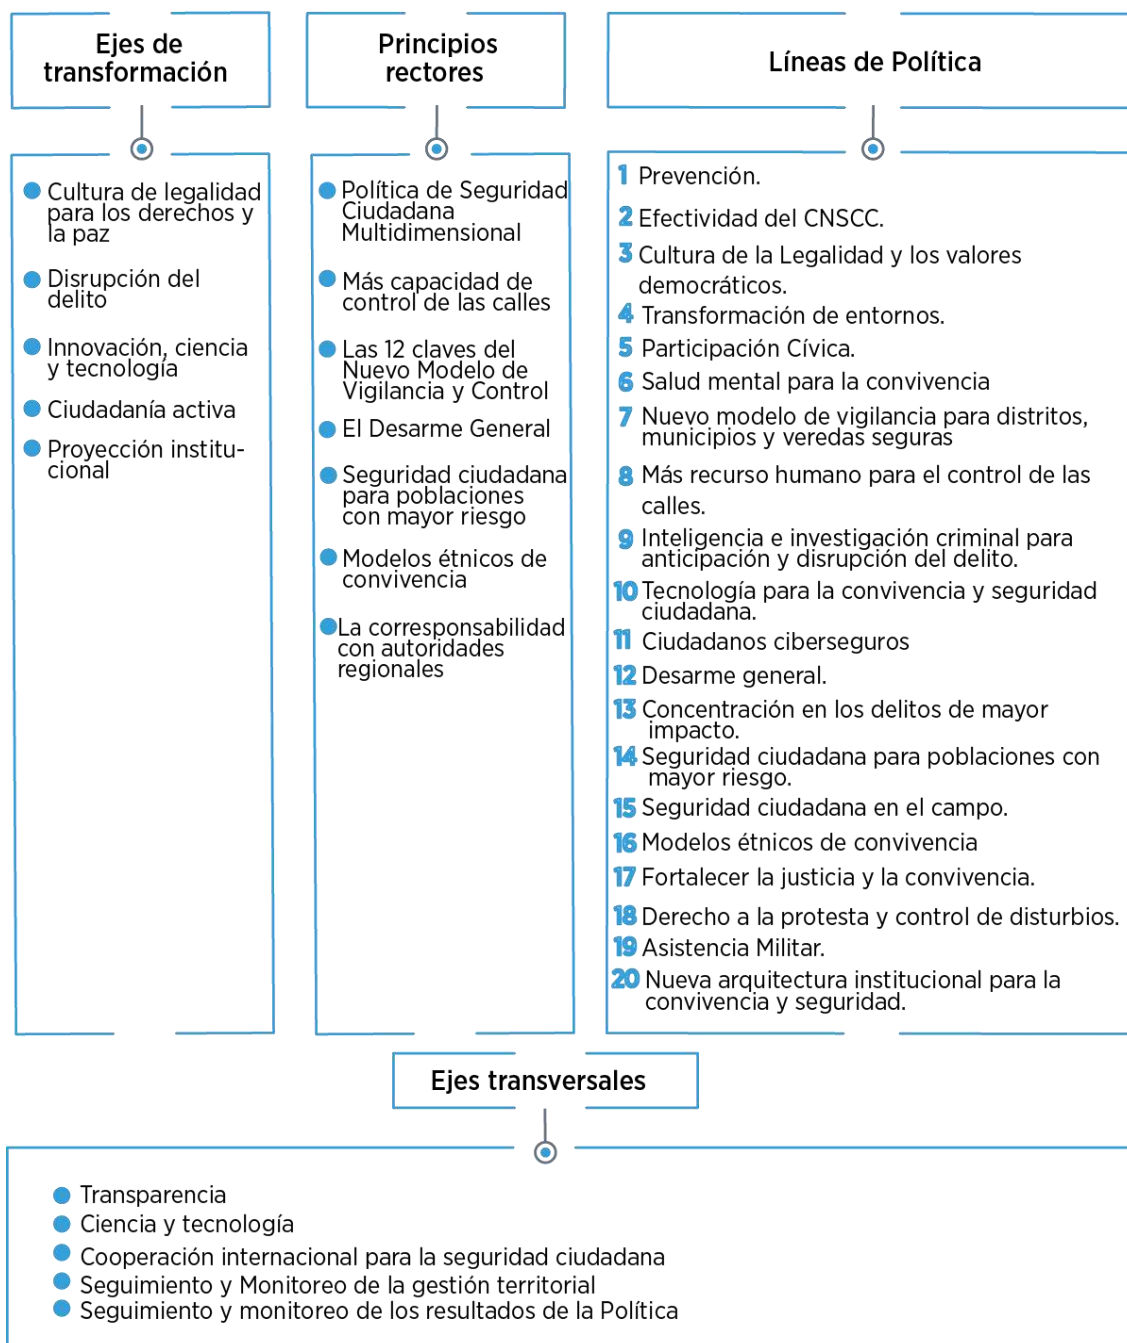 Ejes de
transformación
Cultura de legalidad
para los derechos y
la paz
Disrupción del
delito
Innovación, ciencia
y tecnología
Ciudadanía activa
Proyección institu-
cional
Principios
rectores
Política de Seguridad
Ciudadana
Multidimensional
Más capacidad de
control de las calles
Las 12 claves del
Nuevo Modelo de
Vigilancia y Control
El Desarme General
Seguridad ciudadana
para poblaciones
con mayor riesgo
Modelos étnicos de
convivencia
La corresponsabilidad
con autoridades
regionales
Líneas de Política
1 Prevención.
2 Efectividad del CNSCC.
3 Cultura de la Legalidad y los valores
democráticos.
4 Transformación de entornos.
5 Participación Cívica.
6 Salud mental para la convivencia
7 Nuevo modelo de vigilancia para distritos,
municipios y veredas seguras
8 Más recurso humano para el control de las
calles.
9 Inteligencia e investigación criminal para
anticipación y disrupción del delito.
10 Tecnología para la convivencia y seguridad
ciudadana.
11 Ciudadanos ciberseguros
12 Desarme general.
13 Concentración en los delitos de mayor
impacto.
14 Seguridad ciudadana para poblaciones con
mayor riesgo.
15 Seguridad ciudadana en el campo.
16 Modelos étnicos de convivencia
17 Fortalecer la justicia y la convivencia.
18 Derecho a la protesta y control de disturbios.
19 Asistencia Militar.
20 Nueva arquitectura institucional para la
convivencia y seguridad.
Ejes transversales
Transparencia
Ciencia y tecnología
Cooperación internacional para la seguridad ciudadana
Seguimiento y Monitoreo de la gestión territorial
Seguimiento y monitoreo de los resultados de la Política